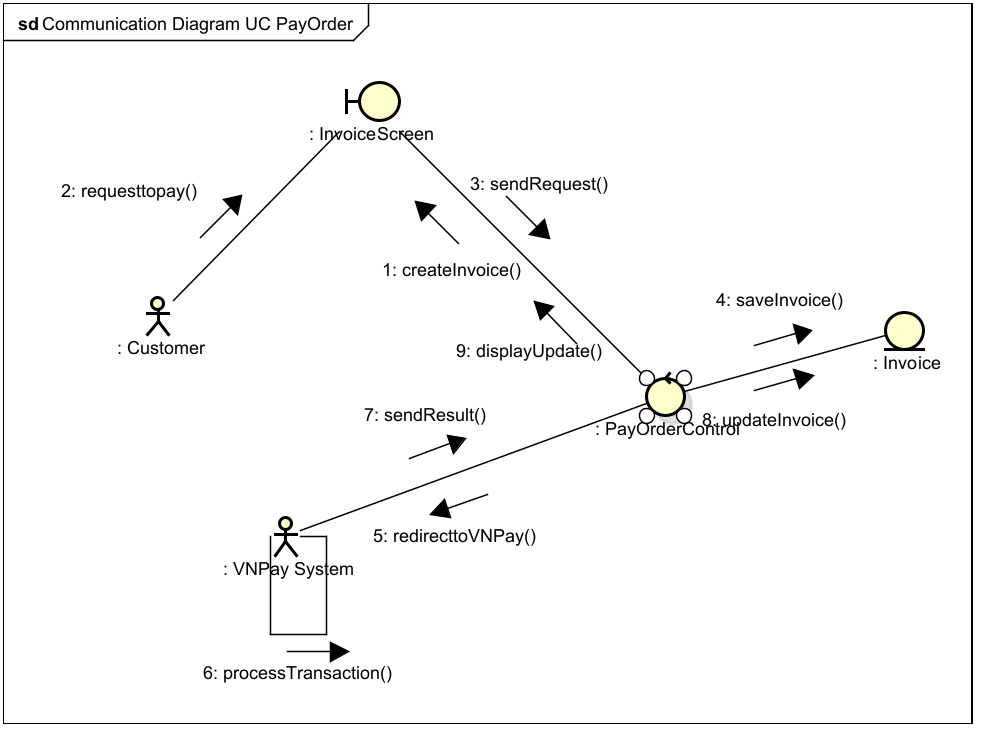 sd Communication Diagram UC PayOrder
: InvoiceScreen
2: requesttopay()
3: sendRequest()
1: createInvoice()
4: saveInvoice()
: Customer
9: displayUpdate()
: Invoice
7: sendResult()
8: updateInvoice()
: PayOrderControl
5: redirecttoVNPay()
: VNPay System
6: processTransaction()